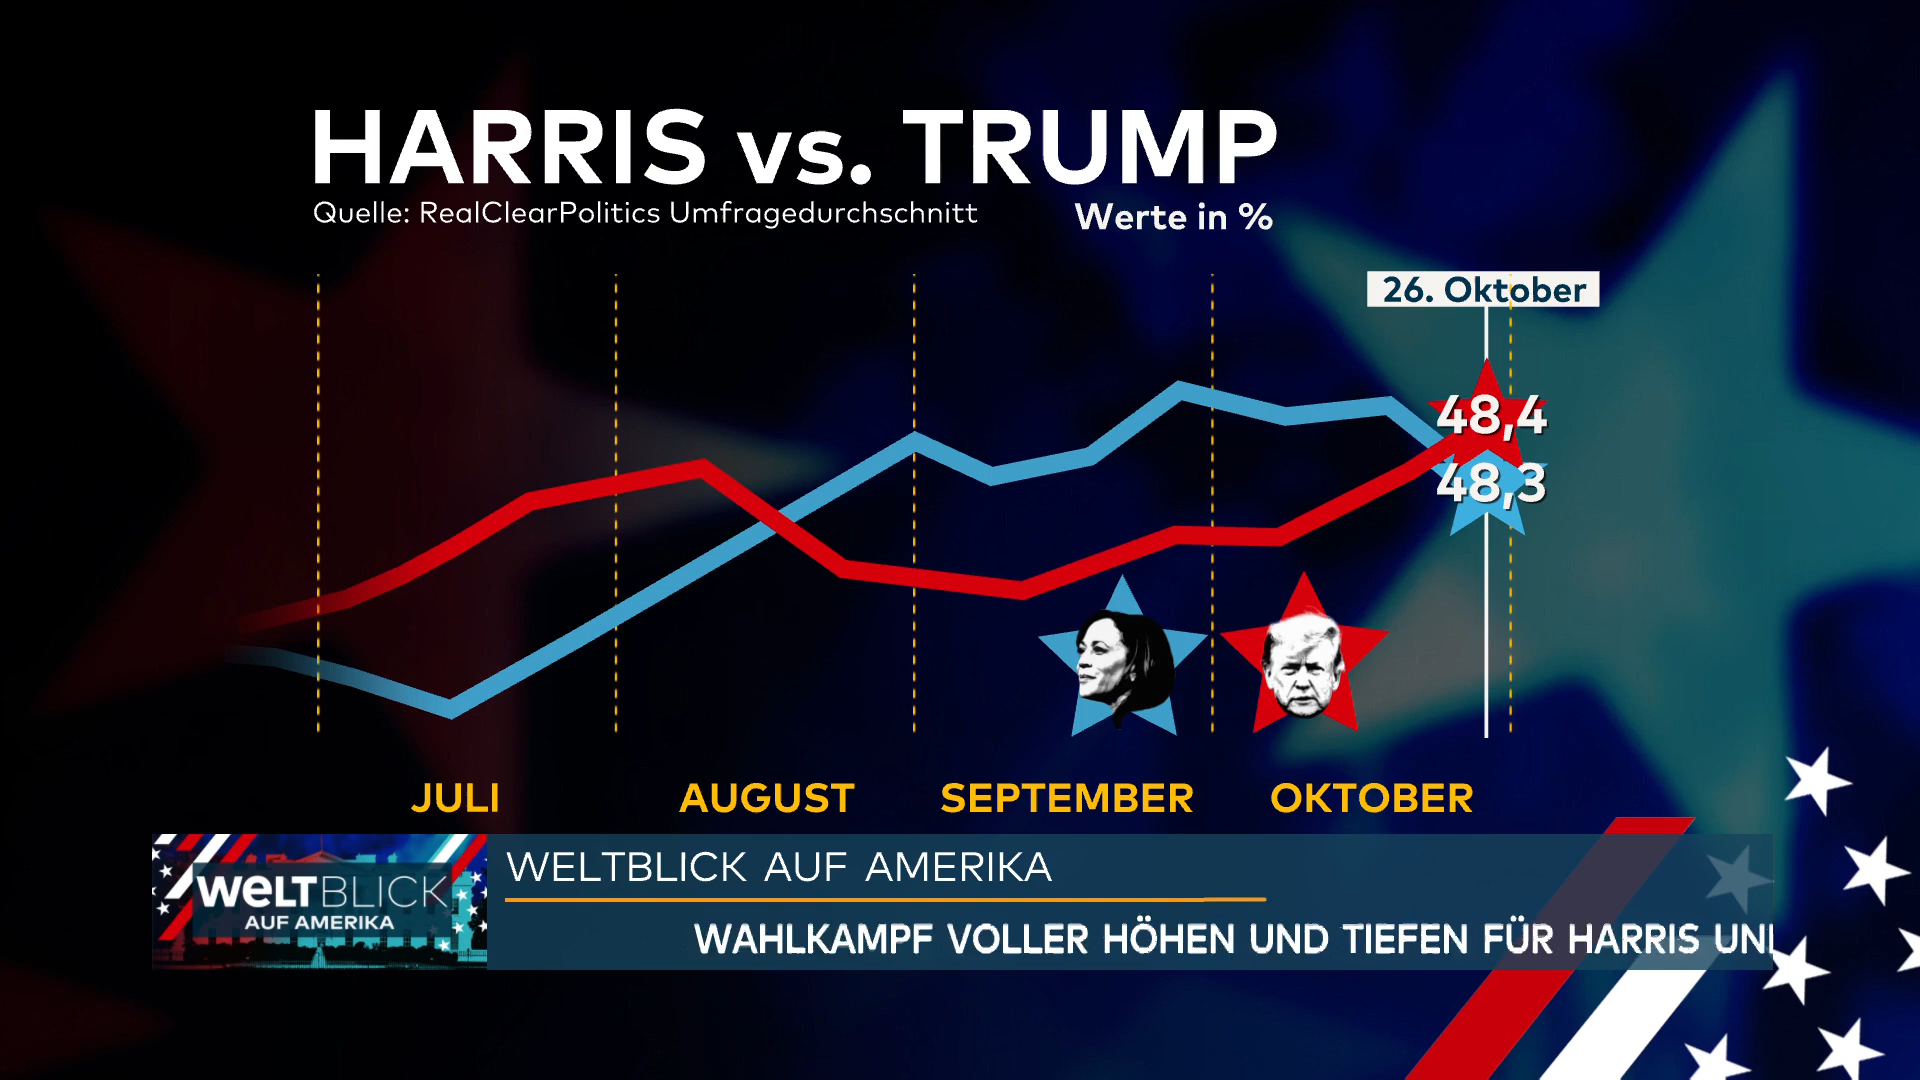 HARRIS vs. TRUMP
Quelle: RealClearPolitics Umfragedurchschnitt
Werte in %
26. Oktober
48,4
48,3
JULI
AUGUST
SEPTEMBER
OKTOBER
WELTBLICK
AUF AMERIKA
WELTBLICK AUF AMERIKA
WAHLKAMPF VOLLER HÖHEN UND TIEFEN FÜR HARRIS UN